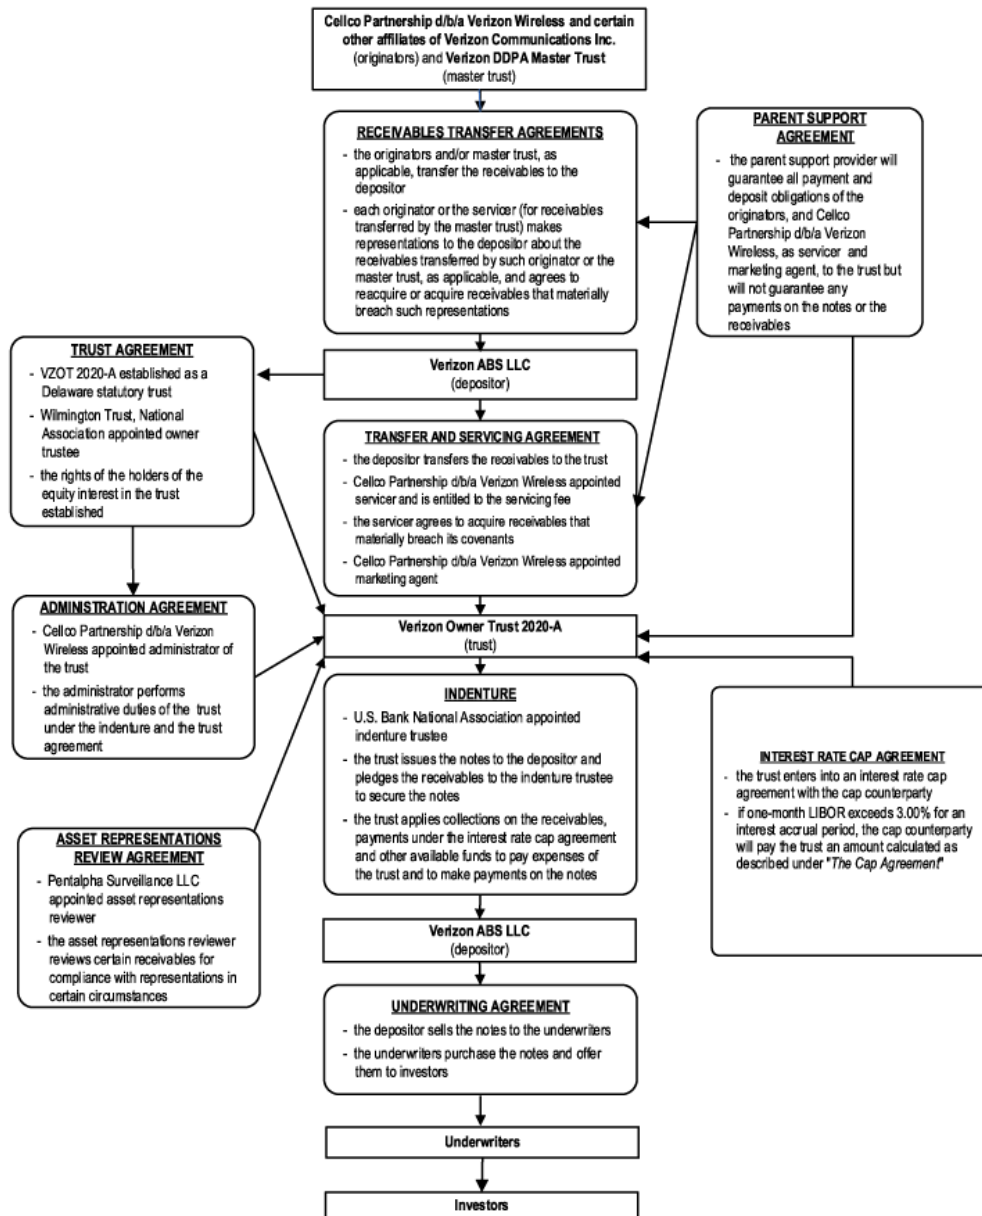 Cellco Partnership d/b/a Verizon Wireless and certain
other affiliates of Verizon Communications Inc.
(originators) and Verizon DDPA Master Trust
(master trust)
RECEIVABLES TRANSFER AGREEMENTS
- the originators and/or master trust, as
applicable, transfer the receivables to the
depositor
- each originator or the servicer (for receivables
transferred by the master trust) makes
representations to the depositor about the
receivables transferred by such originator or the
master trust, as applicable, and agrees to
reacquire or acquire receivables that materially
breach such representations
PARENT SUPPORT
AGREEMENT
- the parent support provider will
guarantee all payment and
deposit obligations of the
originators, and Cellco
Partnership d/b/a Verizon
Wireless, as servicer and
marketing agent, to the trust but
will not guarantee any
payments on the notes or the
receivables
Verizon ABS LLC
(depositor)
TRUST AGREEMENT
- VZOT 2020-A established as a
Delaware statutory trust
- Wilmington Trust, National
Association appointed owner
trustee
- the rights of the holders of the
equity interest in the trust
established
TRANSFER AND SERVICING AGREEMENT
- the depositor transfers the receivables to the trust
- Cellco Partnership d/b/a Verizon Wireless appointed
servicer and is entitled to the servicing fee
- the servicer agrees to acquire receivables that
materially breach its covenants
- Cellco Partnership d/b/a Verizon Wireless appointed
marketing agent
ADMINISTRATION AGREEMENT
- Cellco Partnership d/b/a Verizon
Wireless appointed administrator of
the trust
- the administrator performs
administrative duties of the trust
under the indenture and the trust
agreement
Verizon Owner Trust 2020-A
(trust)
INDENTURE
- U.S. Bank National Association appointed
indenture trustee
- the trust issues the notes to the depositor and
pledges the receivables to the indenture trustee
to secure the notes
- the trust applies collections on the receivables,
payments under the interest rate cap agreement
and other available funds to pay expenses of
the trust and to make payments on the notes
INTEREST RATE CAP AGREEMENT
- the trust enters into an interest rate cap
agreement with the cap counterparty
- if one-month LIBOR exceeds 3.00% for an
interest accrual period, the cap counterparty
will pay the trust an amount calculated as
described under "The Cap Agreement"
ASSET REPRESENTATIONS
REVIEW AGREEMENT
- Pentalpha Surveillance LLC
appointed asset representations
reviewer
- the asset representations reviewer
reviews certain receivables for
compliance with representations in
certain circumstances
Verizon ABS LLC
(depositor)
UNDERWRITING AGREEMENT
- the depositor sells the notes to the underwriters
- the underwriters purchase the notes and offer
them to investors
Underwriters
Investors